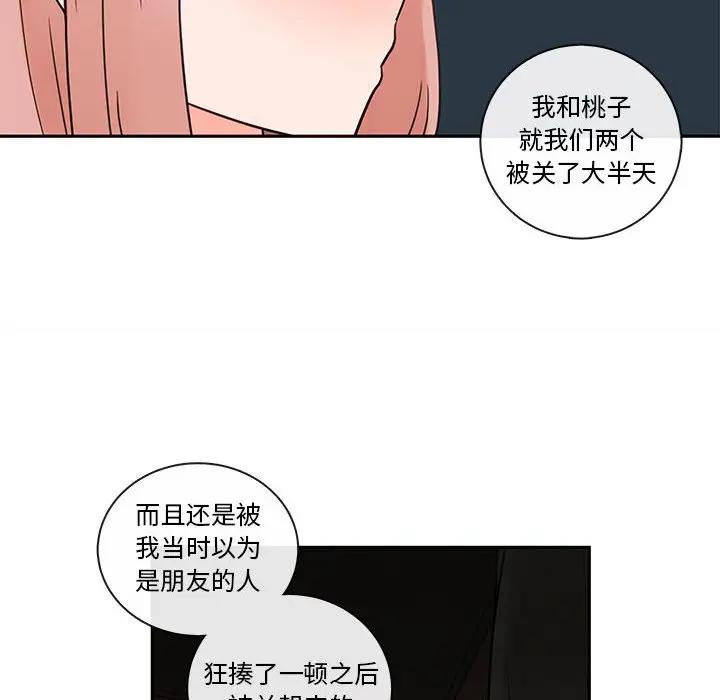 我和桃子
就我们两个
被关了大半天
而且还是被
我当时以为
是朋友的人
狂揍了一顿之后